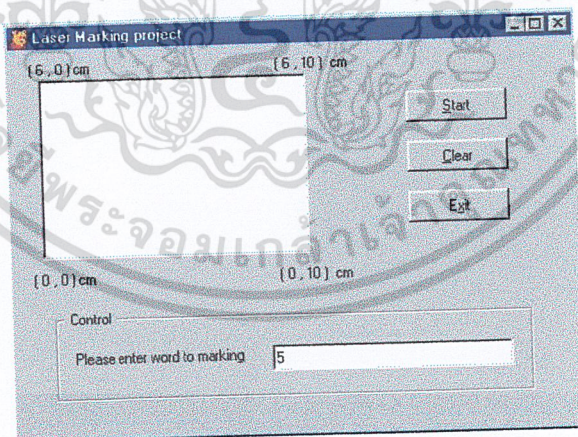 Laser Marking project
(6,0)cm (6,10) cm
Start
Clear
Exit
(0,0)cm (0,10) cm
Control
Please enter word to marking 5